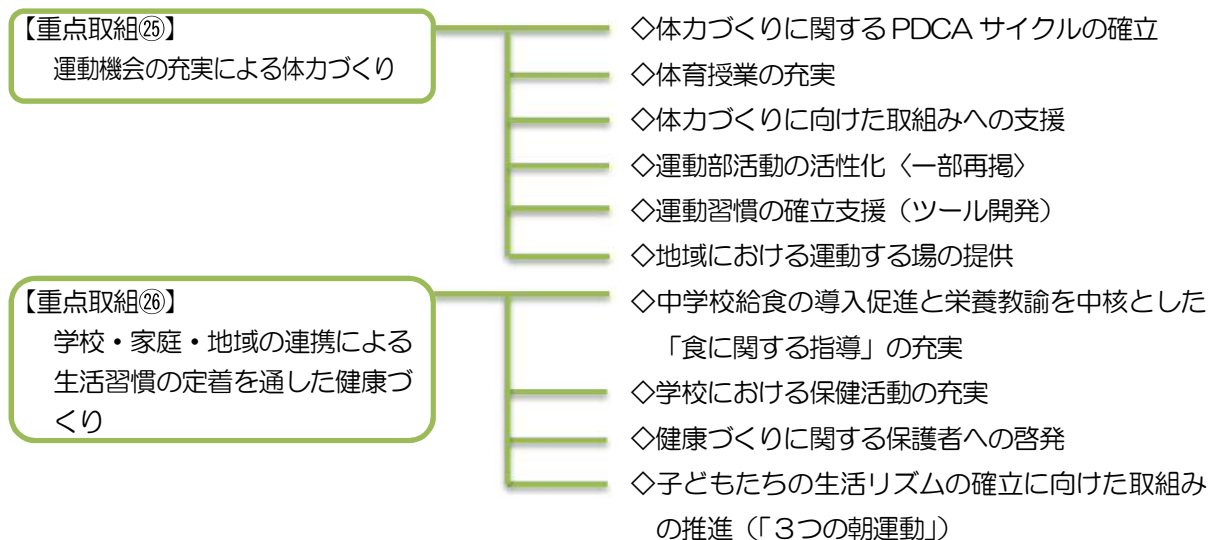 【重点取組㉕】
運動機会の充実による体力づくり
◇体力づくりに関するPDCAサイクルの確立
◇体育授業の充実
◇体力づくりに向けた取組みへの支援
◇運動部活動の活性化〈一部再掲〉
◇運動習慣の確立支援(ツール開発)
◇地域における運動する場の提供
【重点取組㉖】
学校・家庭・地域の連携による
生活習慣の定着を通した健康づ
くり
◇中学校給食の導入促進と栄養教諭を中核とした
「食に関する指導」の充実
◇学校における保健活動の充実
◇健康づくりに関する保護者への啓発
◇子どもたちの生活リズムの確立に向けた取組み
の推進(「3つの朝運動」)